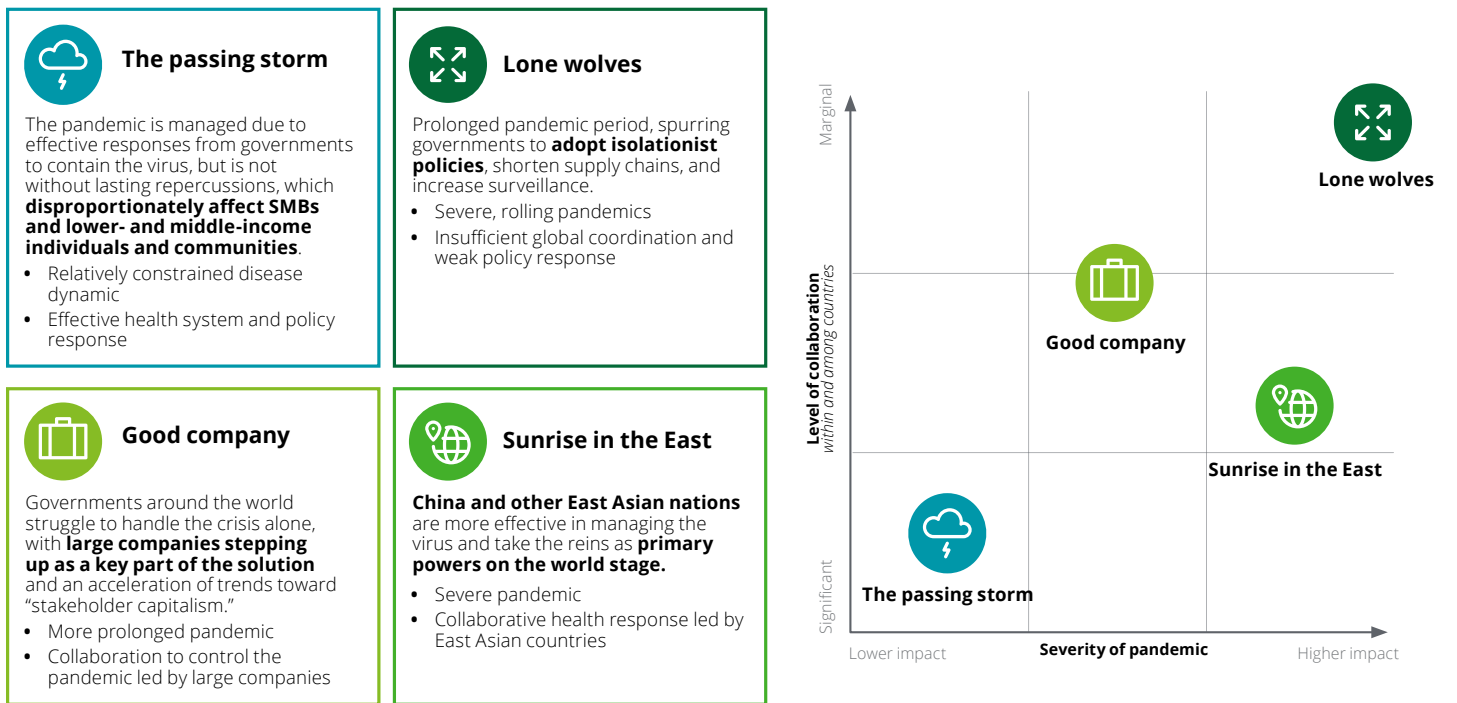 The passing storm
The pandemic is managed due to
effective responses from governments
to contain the virus, but is not
without lasting repercussions, which
disproportionately affect SMBs
and lower- and middle-income
individuals and communities.
• Relatively constrained disease
dynamic
• Effective health system and policy
response
Lone wolves
Prolonged pandemic period, spurring
governments to adopt isolationist
policies, shorten supply chains, and
increase surveillance.
• Severe, rolling pandemics
• Insufficient global coordination and
weak policy response
Good company
Governments around the world
struggle to handle the crisis alone,
with large companies stepping
up as a key part of the solution
and an acceleration of trends toward
“stakeholder capitalism.”
• More prolonged pandemic
• Collaboration to control the
pandemic led by large companies
Sunrise in the East
China and other East Asian nations
are more effective in managing the
virus and take the reins as primary
powers on the world stage.
• Severe pandemic
• Collaborative health response led by
East Asian countries
Marginal
Level of collaboration
within and among countries
Significant
Lone wolves
Good company
Sunrise in the East
The passing storm
Lower impact
Severity of pandemic
Higher impact